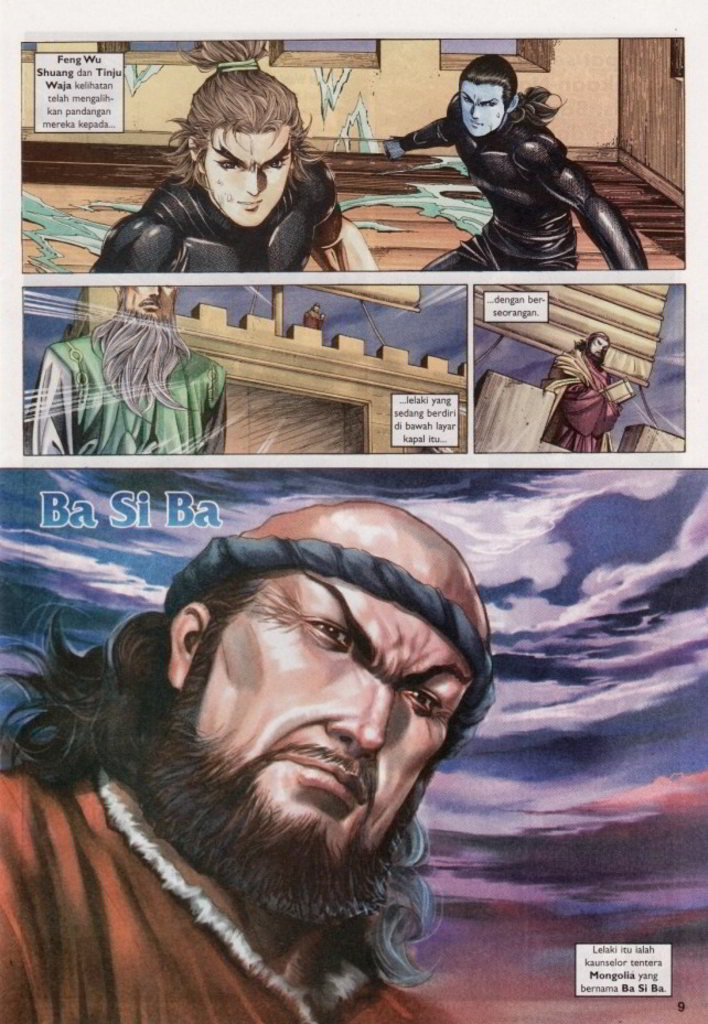 Feng Wu
Shuang dan Tinju
Waja kelihatan
telah mengalih-
kan pandangan
mereka kepada...
...lelaki yang
sedang berdiri
di bawah layar
kapal itu...
...dengan ber-
seorangan.
Ba Si Ba
Lelaki itu ialah
kaunselor tentera
Mongolia yang
bernama Ba Si Ba.
9